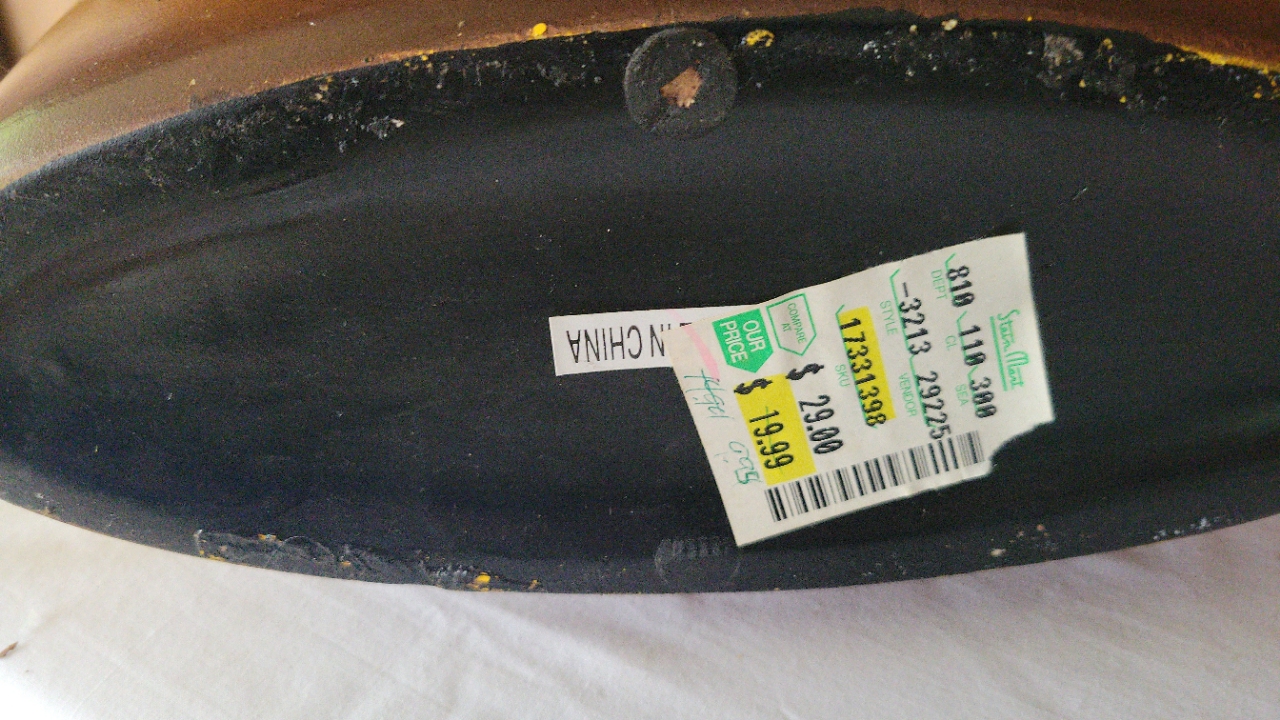 Stein Mart
810 110 300
DEPT CL SEA
-3213 29225
STYLE VENDOR
17331398
SKU
COMPARE AT $ 29.00
OUR PRICE $ 19.99
IN CHINA